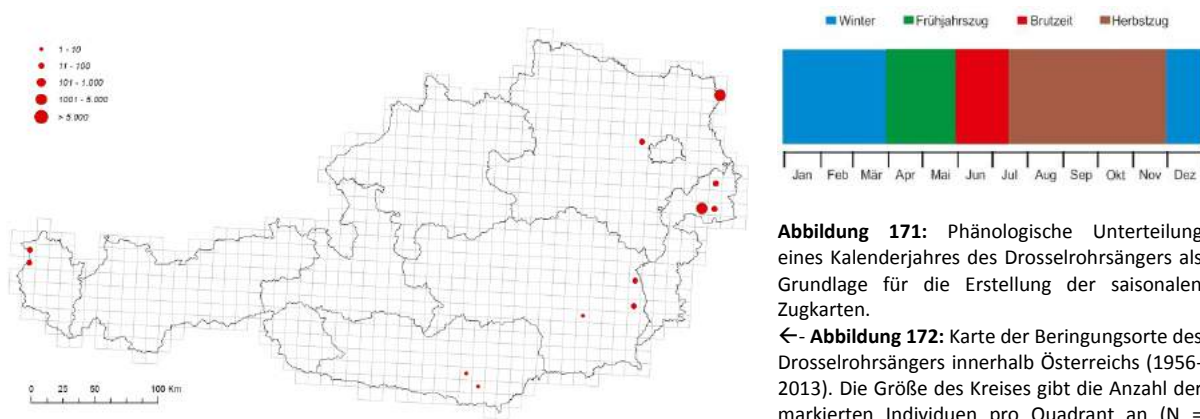 1 - 10
11 - 100
101 - 1.000
1001 - 5.000
> 5.000
0 25 50 100 Km
Winter Frühjahrszug Brutzeit Herbstzug
Jan Feb Mär Apr Mai Jun Jul Aug Sep Okt Nov Dez
Abbildung 171: Phänologische Unterteilung
eines Kalenderjahres des Drosselrohrsängers als
Grundlage für die Erstellung der saisonalen
Zugkarten.
←- Abbildung 172: Karte der Beringungsorte des
Drosselrohrsängers innerhalb Österreichs (1956-
2013). Die Größe des Kreises gibt die Anzahl der
markierten Individuen pro Quadrant an (N =